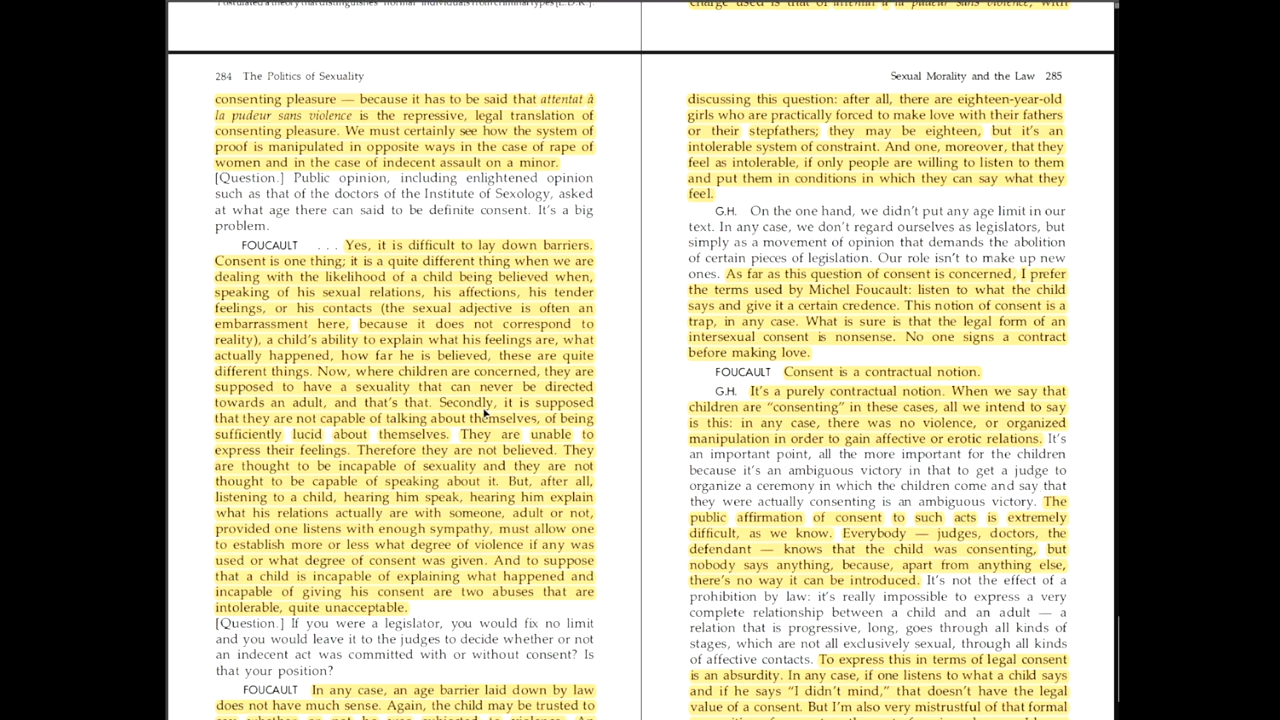 284 The Politics of Sexuality
consenting pleasure — because it has to be said that attentat à
la pudeur sans violence is the repressive, legal translation of
consenting pleasure. We must certainly see how the system of
proof is manipulated in opposite ways in the case of rape of
women and in the case of indecent assault on a minor.
[Question.] Public opinion, including enlightened opinion
such as that of the doctors of the Institute of Sexology, asked
at what age there can said to be definite consent. It's a big
problem.
FOUCAULT . . . Yes, it is difficult to lay down barriers.
Consent is one thing; it is a quite different thing when we are
dealing with the likelihood of a child being believed when,
speaking of his sexual relations, his affections, his tender
feelings, or his contacts (the sexual adjective is often an
embarrassment here, because it does not correspond to
reality), a child's ability to explain what his feelings are, what
actually happened, how far he is believed, these are quite
different things. Now, where children are concerned, they are
supposed to have a sexuality that can never be directed
towards an adult, and that's that. Secondly, it is supposed
that they are not capable of talking about themselves, of being
sufficiently lucid about themselves. They are unable to
express their feelings. Therefore they are not believed. They
are thought to be incapable of sexuality and they are not
thought to be capable of speaking about it. But, after all,
listening to a child, hearing him speak, hearing him explain
what his relations actually are with someone, adult or not,
provided one listens with enough sympathy, must allow one
to establish more or less what degree of violence if any was
used or what degree of consent was given. And to suppose
that a child is incapable of explaining what happened and
incapable of giving his consent are two abuses that are
intolerable, quite unacceptable.
[Question.] If you were a legislator, you would fix no limit
and you would leave it to the judges to decide whether or not
an indecent act was committed with or without consent? Is
that your position?
FOUCAULT In any case, an age barrier laid down by law
does not have much sense. Again, the child may be trusted to
Sexual Morality and the Law 285
discussing this question: after all, there are eighteen-year-old
girls who are practically forced to make love with their fathers
or their stepfathers; they may be eighteen, but it's an
intolerable system of constraint. And one, moreover, that they
feel as intolerable, if only people are willing to listen to them
and put them in conditions in which they can say what they
feel.
G.H. On the one hand, we didn't put any age limit in our
text. In any case, we don't regard ourselves as legislators, but
simply as a movement of opinion that demands the abolition
of certain pieces of legislation. Our role isn't to make up new
ones. As far as this question of consent is concerned, I prefer
the terms used by Michel Foucault: listen to what the child
says and give it a certain credence. This notion of consent is a
trap, in any case. What is sure is that the legal form of an
intersexual consent is nonsense. No one signs a contract
before making love.
FOUCAULT Consent is a contractual notion.
G.H. It's a purely contractual notion. When we say that
children are "consenting" in these cases, all we intend to say
is this: in any case, there was no violence, or organized
manipulation in order to gain affective or erotic relations. It's
an important point, all the more important for the children
because it's an ambiguous victory in that to get a judge to
organize a ceremony in which the children come and say that
they were actually consenting is an ambiguous victory. The
public affirmation of consent to such acts is extremely
difficult, as we know. Everybody — judges, doctors, the
defendant — knows that the child was consenting, but
nobody says anything, because, apart from anything else,
there's no way it can be introduced. It's not the effect of a
prohibition by law: it's really impossible to express a very
complete relationship between a child and an adult — a
relation that is progressive, long, goes through all kinds of
stages, which are not all exclusively sexual, through all kinds
of affective contacts. To express this in terms of legal consent
is an absurdity. In any case, if one listens to what a child says
and if he says "I didn't mind," that doesn't have the legal
value of a consent. But I'm also very mistrustful of that formal